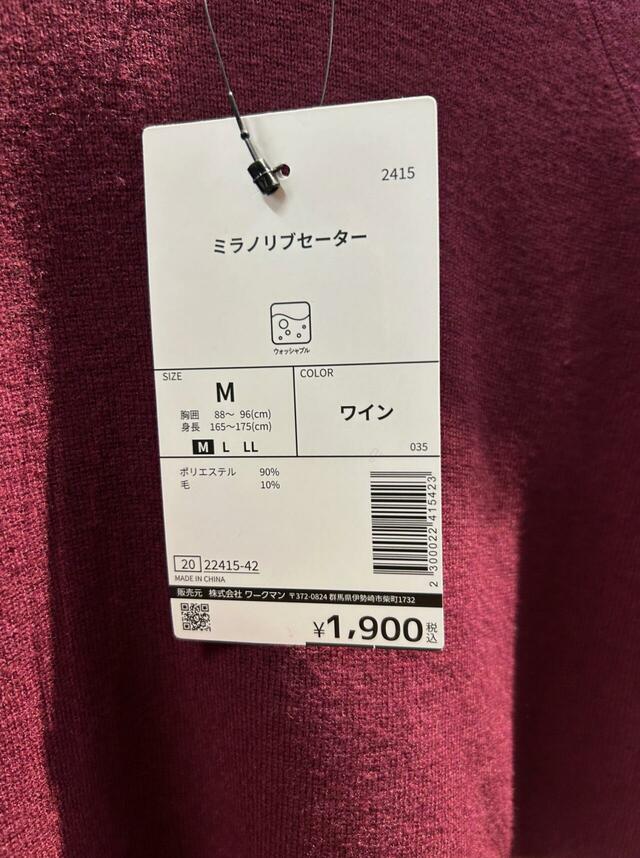 2415
ミラノリブセーター
ウォッシャブル
SIZE
M
胸囲 88～ 96(cm)
身長 165～175(cm)
M L LL
COLOR
ワイン
035
ポリエステル 90%
毛 10%
2 300022 415423
20 22415-42
MADE IN CHINA
販売元 株式会社 ワークマン 〒372-0824 群馬県伊勢崎市柴町1732
¥1,900税込